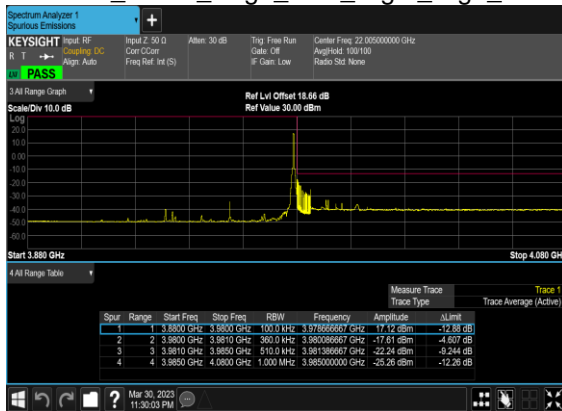 Spectrum Analyzer 1
Spurious Emissions
KEYSIGHT Input: RF Input Z: 50 Ω Atten: 30 dB Trig: Free Run Center Freq: 22.005000000 GHz
R T Coupling: DC Corr CCorr Gate: Off Avg|Hold: 100/100
Align: Auto Freq Ref: Int (S) IF Gain: Low Radio Std: None
PASS
3 All Range Graph
Ref Lvl Offset 18.66 dB
Scale/Div 10.0 dB Ref Value 30.00 dBm
Log
20.0
10.0
0.00
-10.0
-20.0
-30.0
-40.0
-50.0
-60.0
Start 3.880 GHz Stop 4.080 GH
4 All Range Table
Measure Trace Trace 1
Trace Type Trace Average (Active)
Spur Range Start Freq Stop Freq RBW Frequency Amplitude ΔLimit
1 1 3.8800 GHz 3.9800 GHz 100.0 kHz 3.978666667 GHz 17.12 dBm -12.88 dB
2 2 3.9800 GHz 3.9810 GHz 360.0 kHz 3.980086667 GHz -17.61 dBm -4.607 dB
3 3 3.9810 GHz 3.9850 GHz 510.0 kHz 3.981386667 GHz -22.24 dBm -9.244 dB
4 4 3.9850 GHz 4.0800 GHz 1.000 MHz 3.985000000 GHz -25.26 dBm -12.26 dB
Mar 30, 2023
11:30:03 PM